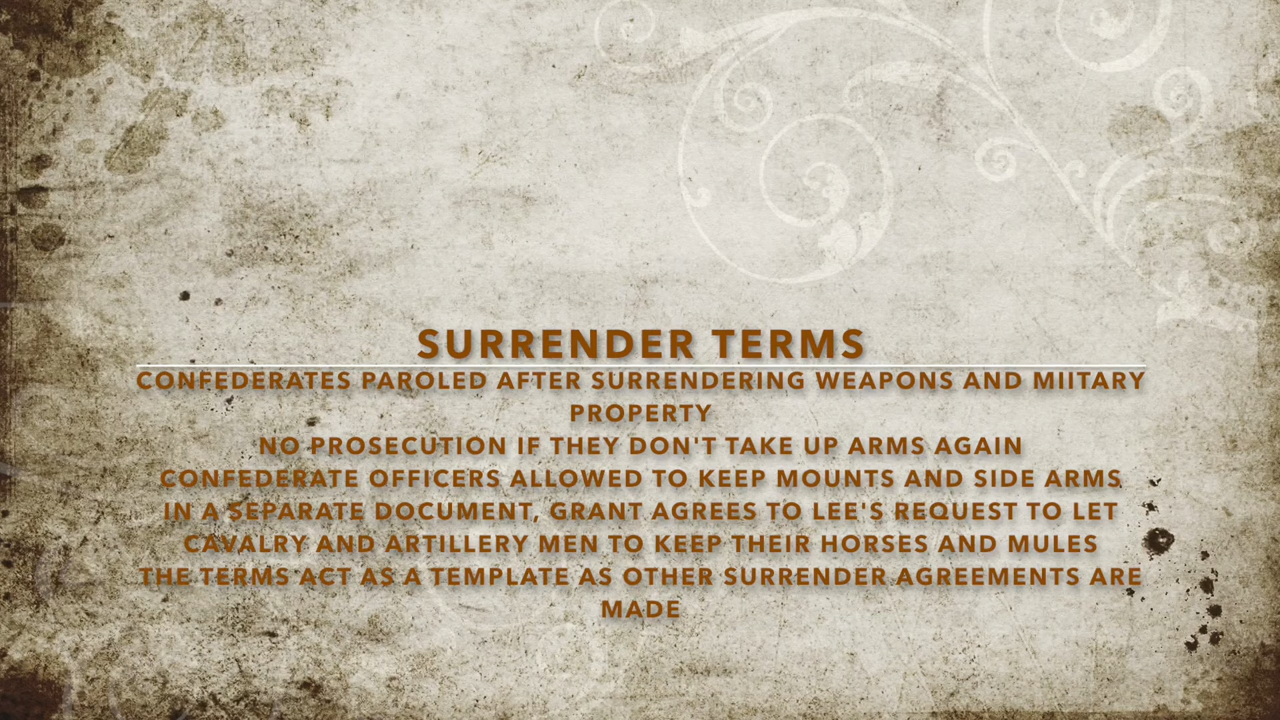 SURRENDER TERMS
CONFEDERATES PAROLED AFTER SURRENDERING WEAPONS AND MIITARY
PROPERTY
NO PROSECUTION IF THEY DON'T TAKE UP ARMS AGAIN
CONFEDERATE OFFICERS ALLOWED TO KEEP MOUNTS AND SIDE ARMS
IN A SEPARATE DOCUMENT, GRANT AGREES TO LEE'S REQUEST TO LET
CAVALRY AND ARTILLERY MEN TO KEEP THEIR HORSES AND MULES
THE TERMS ACT AS A TEMPLATE AS OTHER SURRENDER AGREEMENTS ARE
MADE